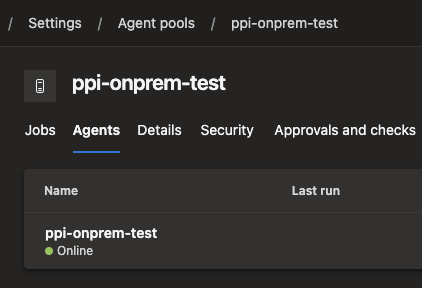 / Settings / Agent pools / ppi-onprem-test
ppi-onprem-test
Jobs Agents Details Security Approvals and checks
Name Last run
ppi-onprem-test
Online